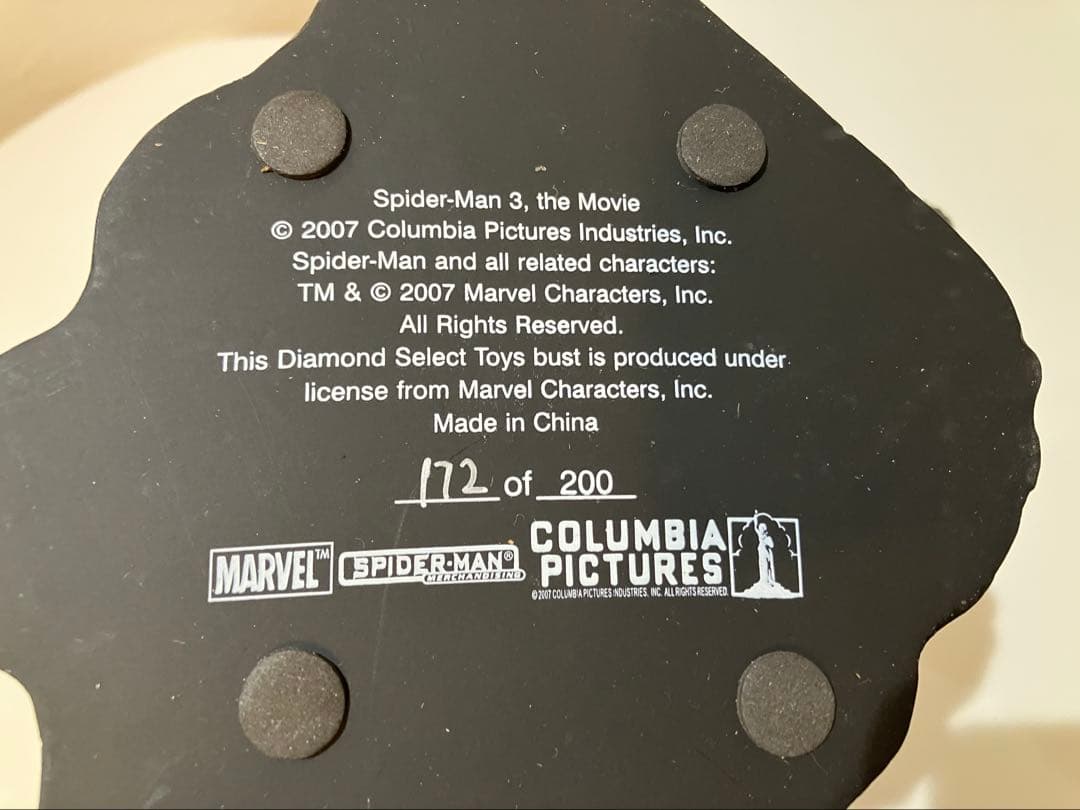 Spider-Man 3, the Movie
© 2007 Columbia Pictures Industries, Inc.
Spider-Man and all related characters:
TM & © 2007 Marvel Characters, Inc.
All Rights Reserved.
This Diamond Select Toys bust is produced under
license from Marvel Characters, Inc.
Made in China
172 of 200
MARVEL™ SPIDER-MAN® MERCHANDISING COLUMBIA PICTURES
© 2007 COLUMBIA PICTURES INDUSTRIES, INC. ALL RIGHTS RESERVED.